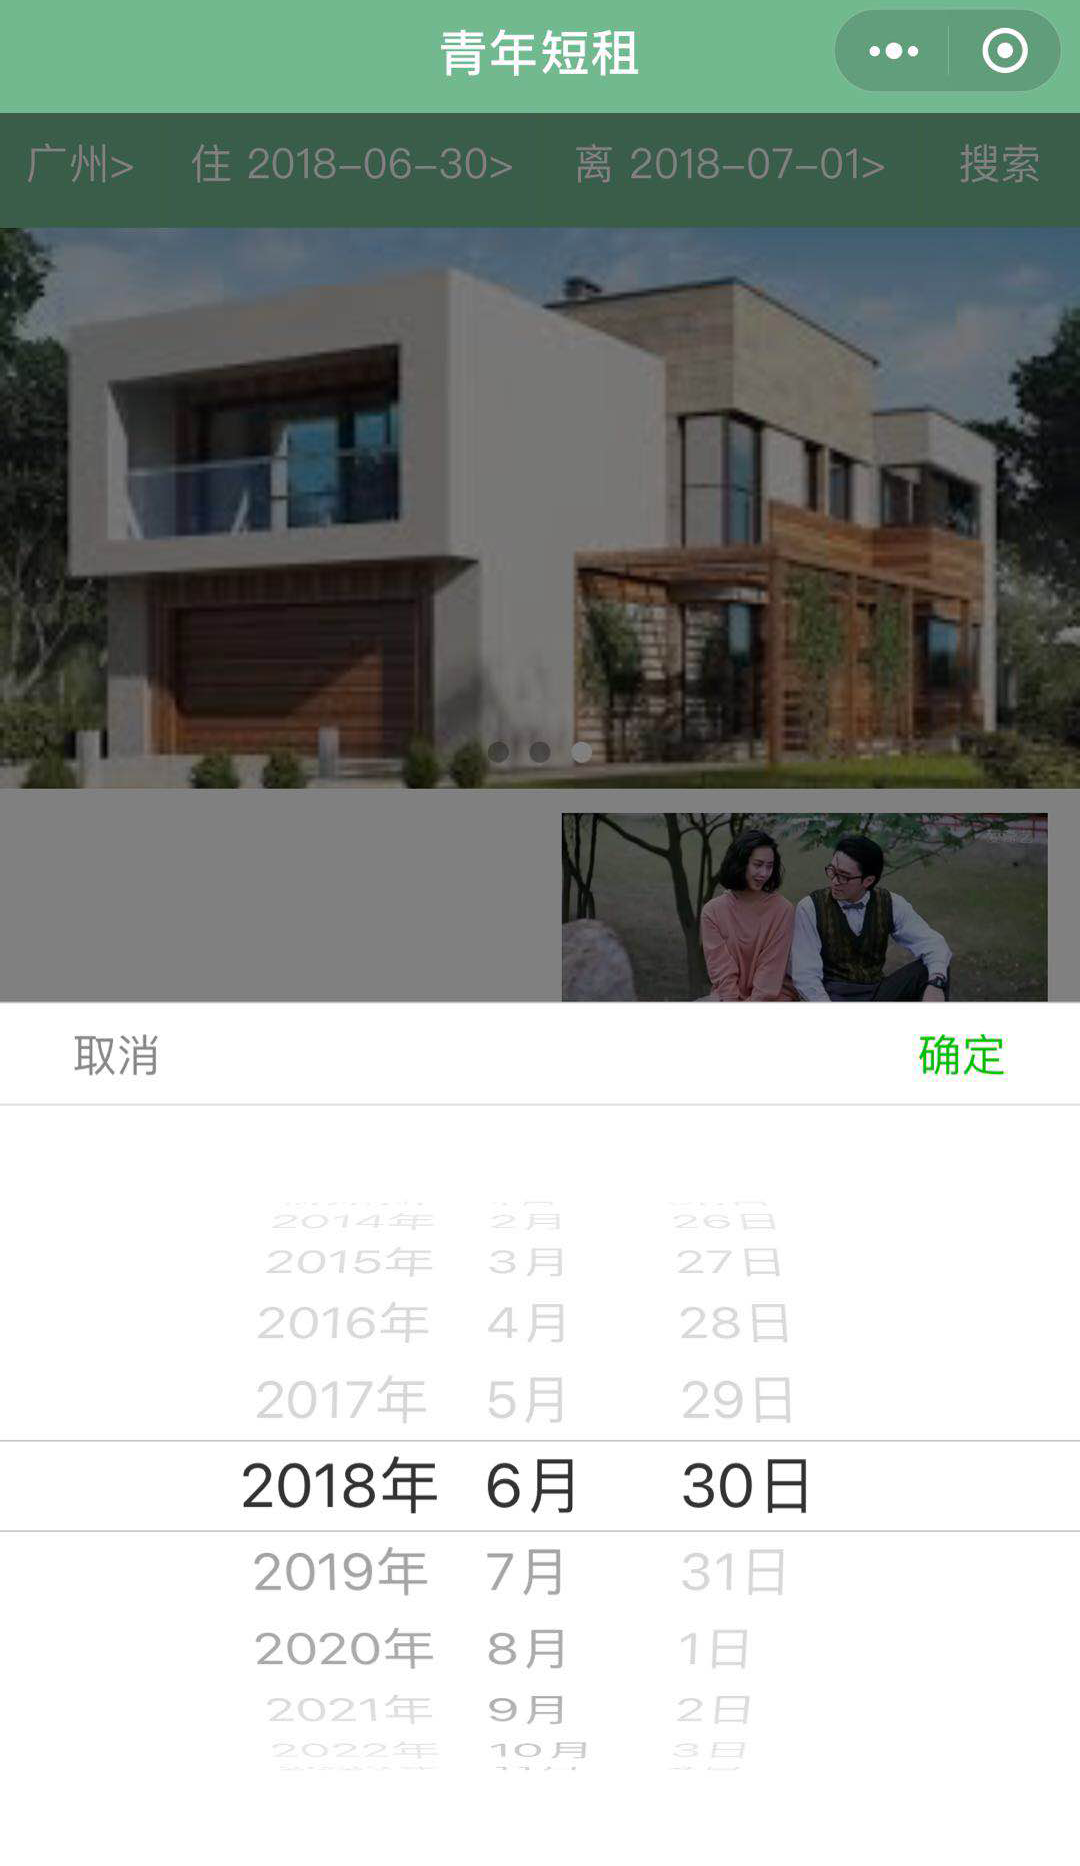 青年短租
广州> 住 2018-06-30> 离 2018-07-01> 搜索
取消 确定
2014年 2月 26日
2015年 3月 27日
2016年 4月 28日
2017年 5月 29日
2018年 6月 30日
2019年 7月 31日
2020年 8月 1日
2021年 9月 2日
2022年 10月 3日